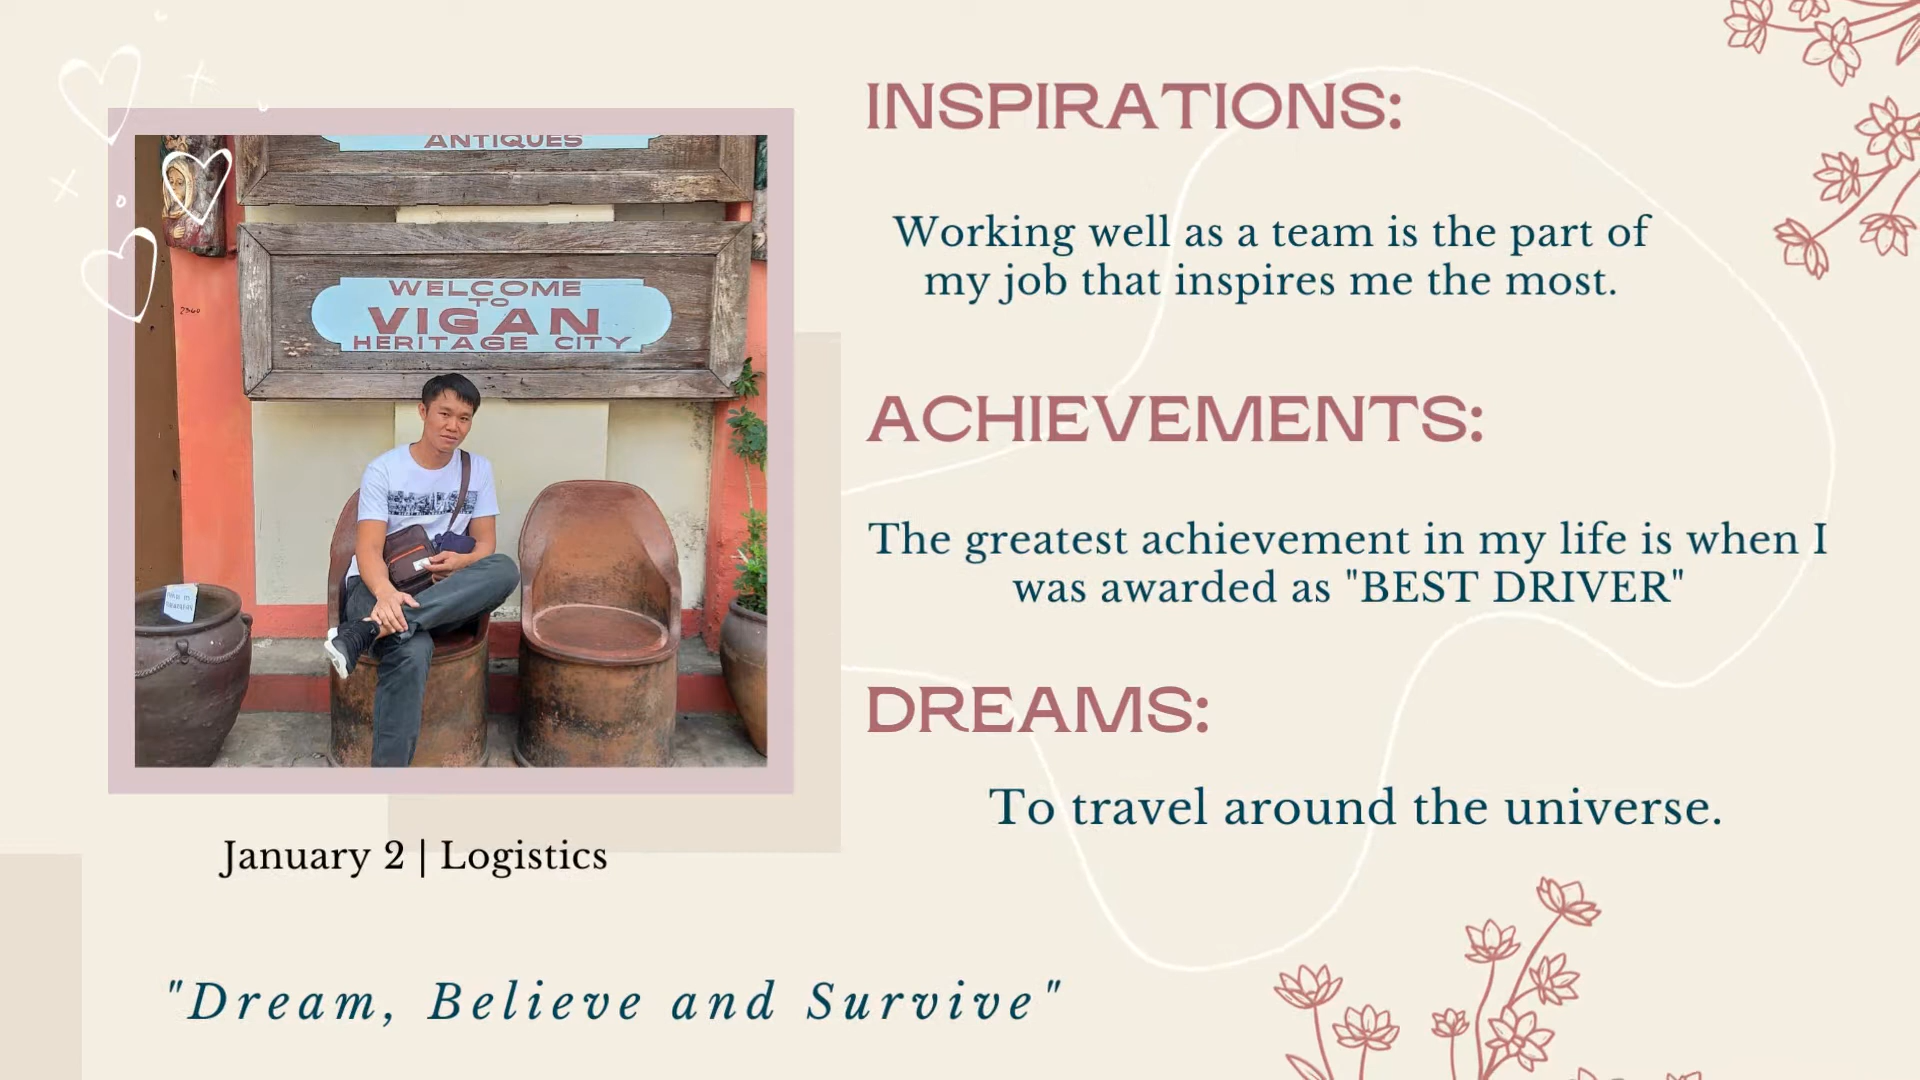 ANTIQUES
WELCOME
TO
VIGAN
HERITAGE CITY
January 2 | Logistics
"Dream, Believe and Survive"
INSPIRATIONS:
Working well as a team is the part of
my job that inspires me the most.
ACHIEVEMENTS:
The greatest achievement in my life is when I
was awarded as "BEST DRIVER"
DREAMS:
To travel around the universe.